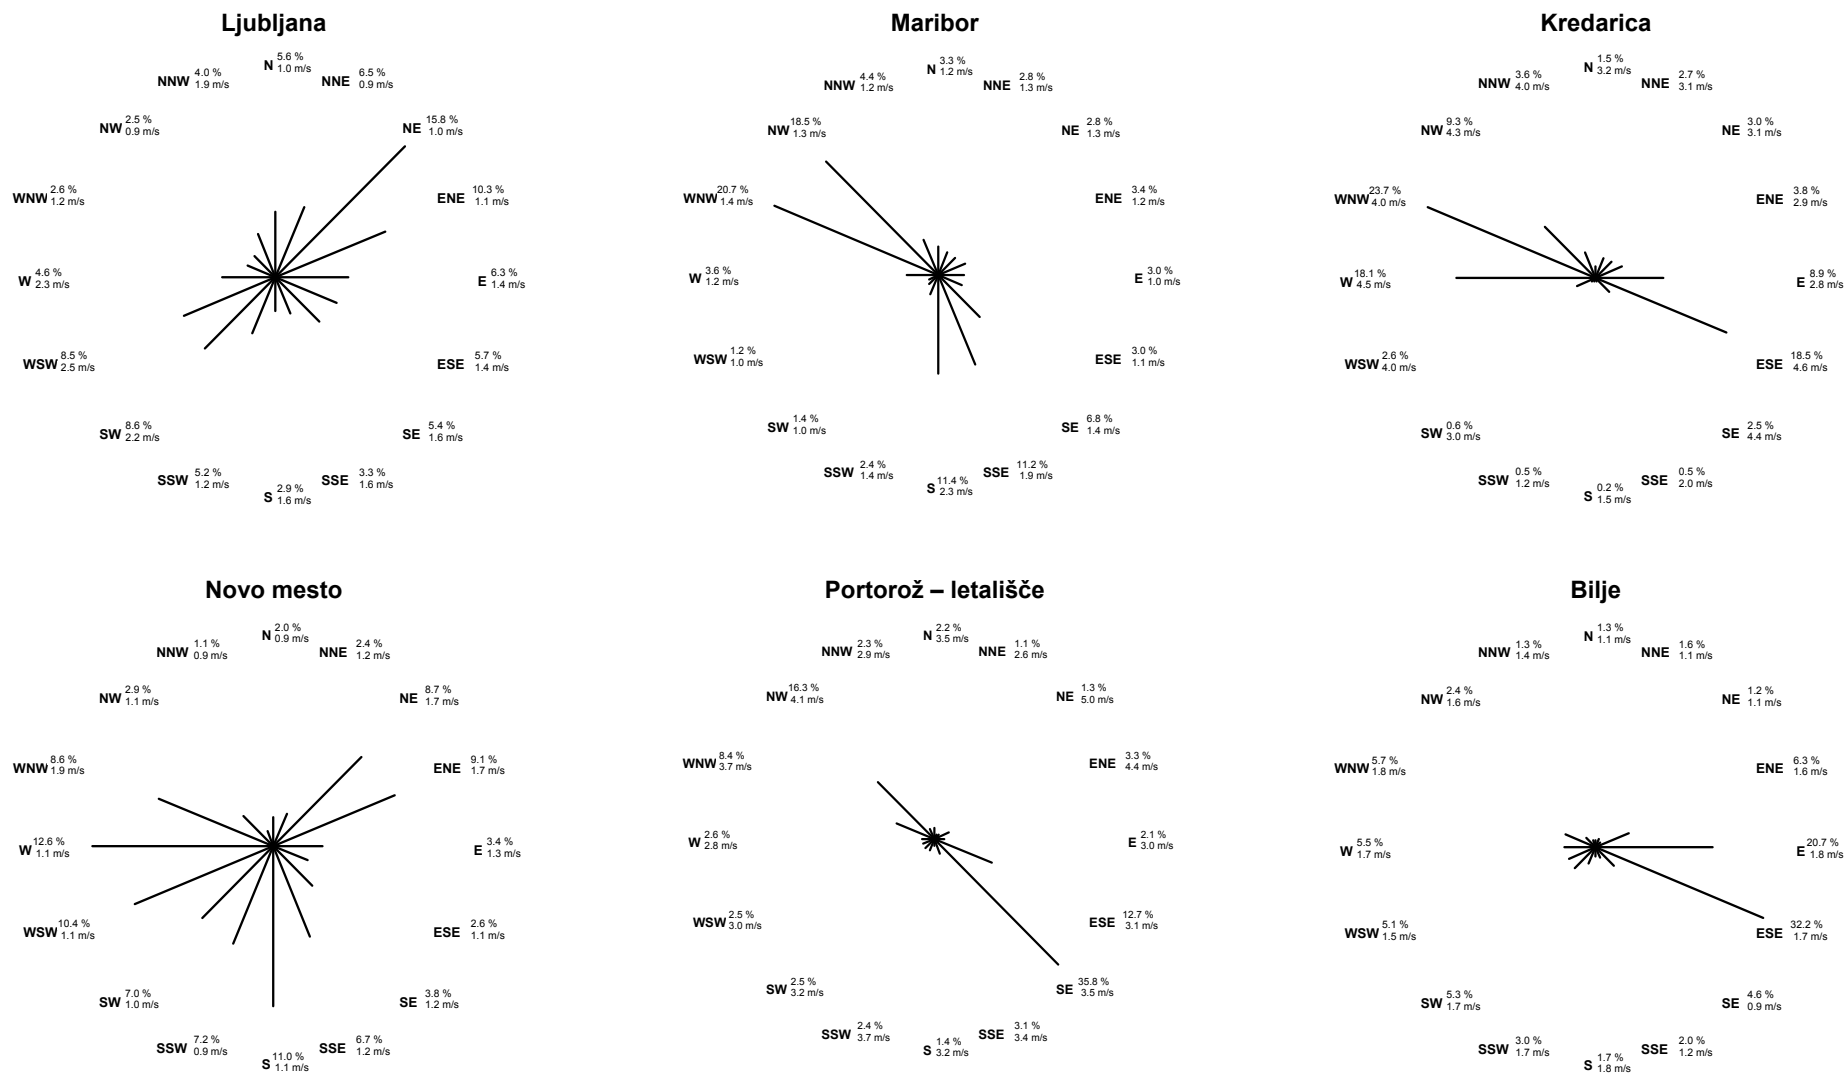 Ljubljana
N 5.6 %
1.0 m/s
NNE 6.5 %
0.9 m/s
NE 15.8 %
1.0 m/s
ENE 10.3 %
1.1 m/s
E 6.3 %
1.4 m/s
ESE 5.7 %
1.4 m/s
SE 5.4 %
1.6 m/s
SSE 3.3 %
1.6 m/s
S 2.9 %
1.6 m/s
SSW 5.2 %
1.2 m/s
SW 8.6 %
2.2 m/s
WSW 8.5 %
2.5 m/s
W 4.6 %
2.3 m/s
WNW 2.6 %
1.2 m/s
NW 2.5 %
0.9 m/s
NNW 4.0 %
1.9 m/s
Maribor
N 3.3 %
1.2 m/s
NNE 2.8 %
1.3 m/s
NE 2.8 %
1.3 m/s
ENE 3.4 %
1.2 m/s
E 3.0 %
1.0 m/s
ESE 3.0 %
1.1 m/s
SE 6.8 %
1.4 m/s
SSE 11.2 %
1.9 m/s
S 11.4 %
2.3 m/s
SSW 2.4 %
1.4 m/s
SW 1.4 %
1.0 m/s
WSW 1.2 %
1.0 m/s
W 3.6 %
1.2 m/s
WNW 20.7 %
1.4 m/s
NW 18.5 %
1.3 m/s
NNW 4.4 %
1.2 m/s
Kredarica
N 1.5 %
3.2 m/s
NNE 2.7 %
3.1 m/s
NE 3.0 %
3.1 m/s
ENE 3.8 %
2.9 m/s
E 8.9 %
2.8 m/s
ESE 18.5 %
4.6 m/s
SE 2.5 %
4.4 m/s
SSE 0.5 %
2.0 m/s
S 0.2 %
1.5 m/s
SSW 0.5 %
1.2 m/s
SW 0.6 %
3.0 m/s
WSW 2.6 %
4.0 m/s
W 18.1 %
4.5 m/s
WNW 23.7 %
4.0 m/s
NW 9.3 %
4.3 m/s
NNW 3.6 %
4.0 m/s
Novo mesto
N 2.0 %
0.9 m/s
NNE 2.4 %
1.2 m/s
NE 8.7 %
1.7 m/s
ENE 9.1 %
1.7 m/s
E 3.4 %
1.3 m/s
ESE 2.6 %
1.1 m/s
SE 3.8 %
1.2 m/s
SSE 6.7 %
1.2 m/s
S 11.0 %
1.1 m/s
SSW 7.2 %
0.9 m/s
SW 7.0 %
1.0 m/s
WSW 10.4 %
1.1 m/s
W 12.6 %
1.1 m/s
WNW 8.6 %
1.9 m/s
NW 2.9 %
1.1 m/s
NNW 1.1 %
0.9 m/s
Portorož – letališče
N 2.2 %
3.5 m/s
NNE 1.1 %
2.6 m/s
NE 1.3 %
5.0 m/s
ENE 3.3 %
4.4 m/s
E 2.1 %
3.0 m/s
ESE 12.7 %
3.1 m/s
SE 35.8 %
3.5 m/s
SSE 3.1 %
3.4 m/s
S 1.4 %
3.2 m/s
SSW 2.4 %
3.7 m/s
SW 2.5 %
3.2 m/s
WSW 2.5 %
3.0 m/s
W 2.6 %
2.8 m/s
WNW 8.4 %
3.7 m/s
NW 16.3 %
4.1 m/s
NNW 2.3 %
2.9 m/s
Bilje
N 1.3 %
1.1 m/s
NNE 1.6 %
1.1 m/s
NE 1.2 %
1.1 m/s
ENE 6.3 %
1.6 m/s
E 20.7 %
1.8 m/s
ESE 32.2 %
1.7 m/s
SE 4.6 %
0.9 m/s
SSE 2.0 %
1.2 m/s
S 1.7 %
1.8 m/s
SSW 3.0 %
1.7 m/s
SW 5.3 %
1.7 m/s
WSW 5.1 %
1.5 m/s
W 5.5 %
1.7 m/s
WNW 5.7 %
1.8 m/s
NW 2.4 %
1.6 m/s
NNW 1.3 %
1.4 m/s